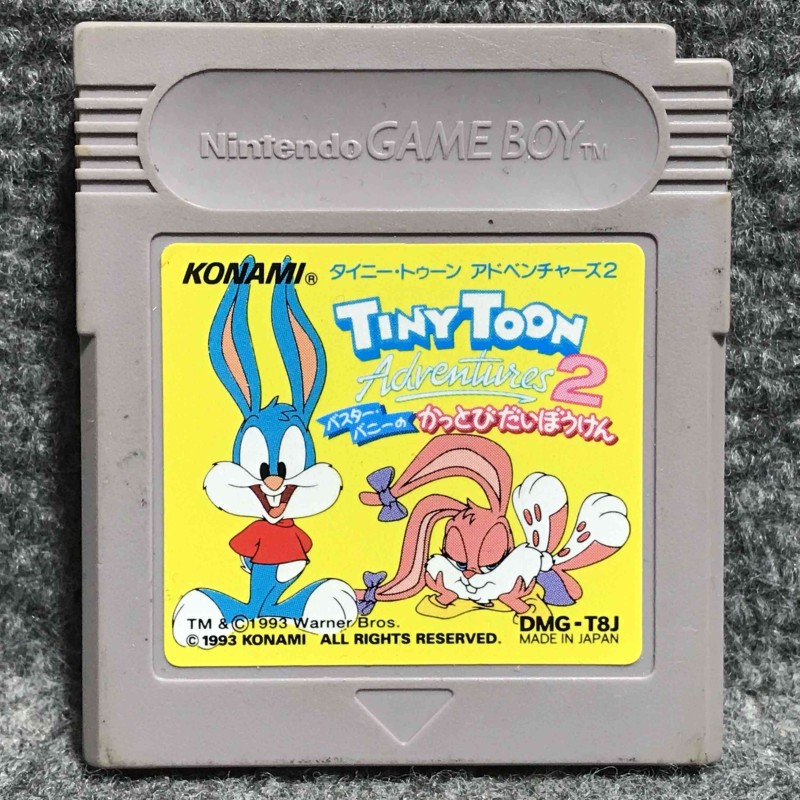 Nintendo GAME BOY TM
KONAMI® タイニー・トゥーン アドベンチャーズ2
TINY TOON
Adventures 2
バスター・
バニーの かっとびだいぼうけん
TM & ©1993 Warner Bros.
©1993 KONAMI ALL RIGHTS RESERVED.
DMG-T8J
MADE IN JAPAN